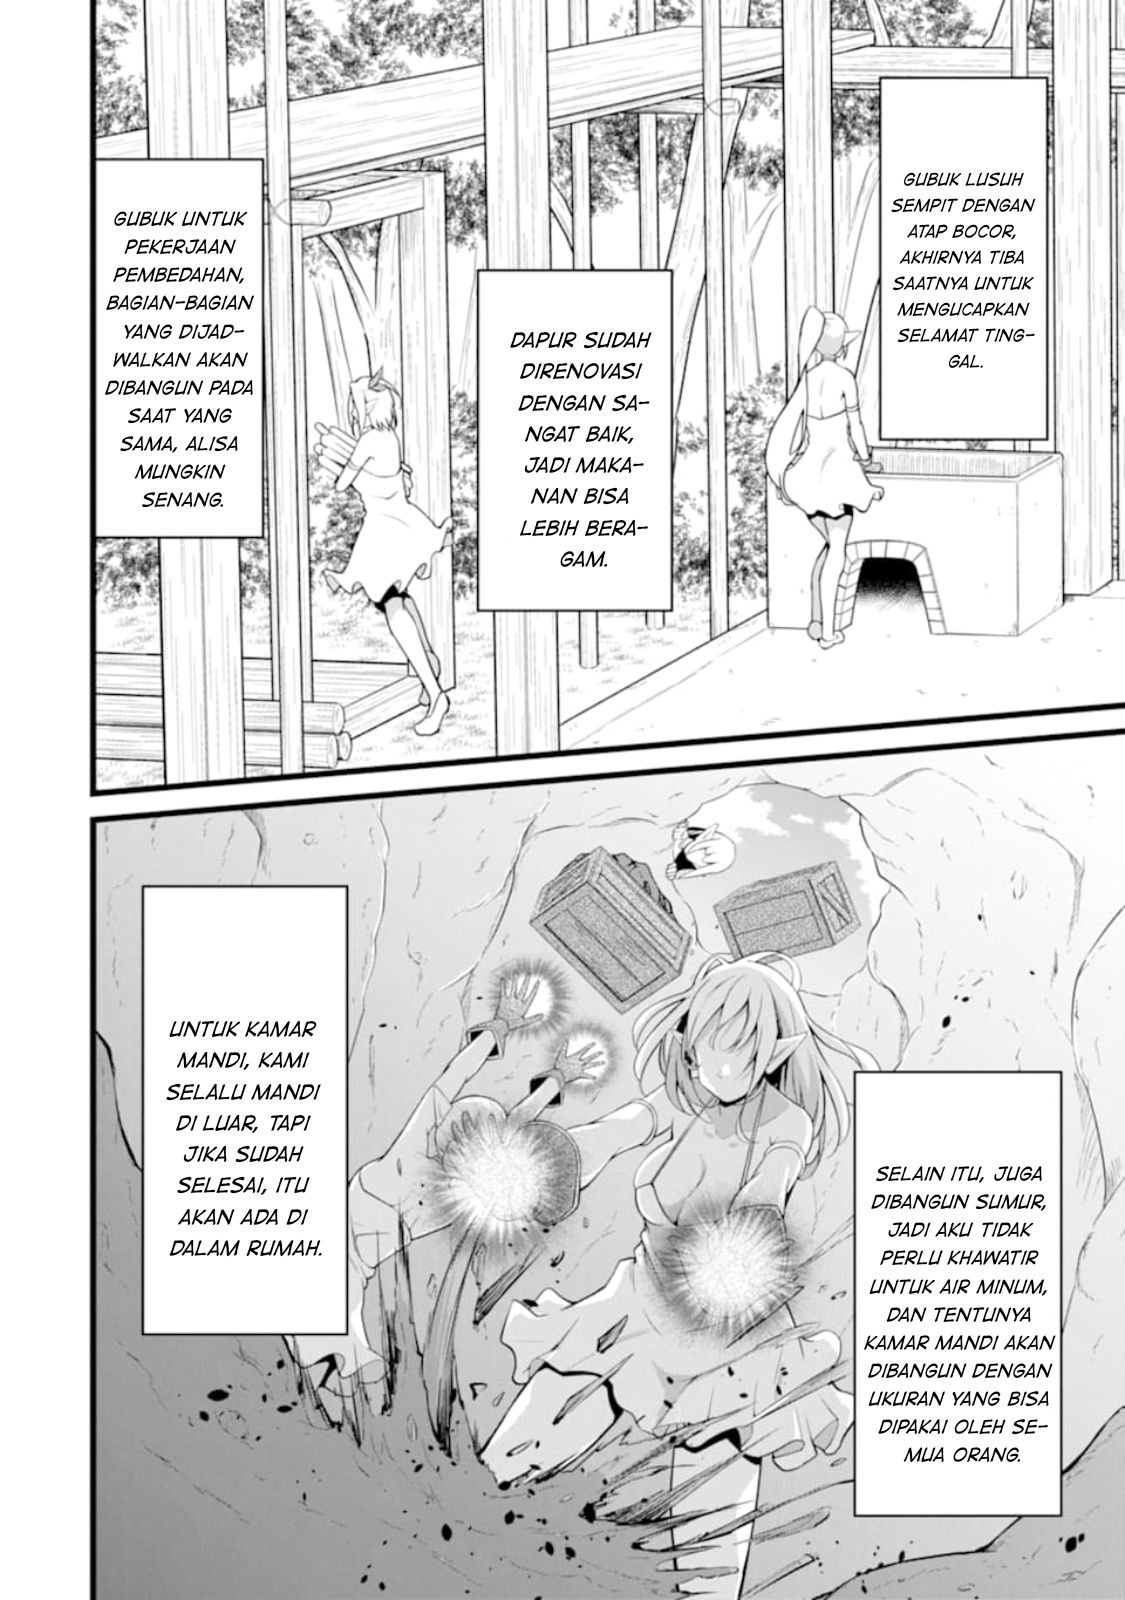 GUBUK LUSUH
SEMPIT DENGAN
ATAP BOCOR,
AKHIRNYA TIBA
SAATNYA UNTUK
MENGUCAPKAN
SELAMAT TING-
GAL.
DAPUR SUDAH
DIRENOVASI
DENGAN SA-
NGAT BAIK,
JADI MAKA-
NAN BISA
LEBIH BERA-
GAM.
GUBUK UNTUK
PEKERJAAN
PEMBEDAHAN,
BAGIAN-BAGIAN
YANG DIJAD-
WALKAN AKAN
DIBANGUN PADA
SAAT YANG
SAMA, ALISA
MUNGKIN
SENANG.
UNTUK KAMAR
MANDI, KAMI
SELALU MANDI
DI LUAR, TAPI
JIKA SUDAH
SELESAI, ITU
AKAN ADA DI
DALAM RUMAH.
SELAIN ITU, JUGA
DIBANGUN SUMUR,
JADI AKU TIDAK
PERLU KHAWATIR
UNTUK AIR MINUM,
DAN TENTUNYA
KAMAR MANDI AKAN
DIBANGUN DENGAN
UKURAN YANG BISA
DIPAKAI OLEH SE-
MUA ORANG.